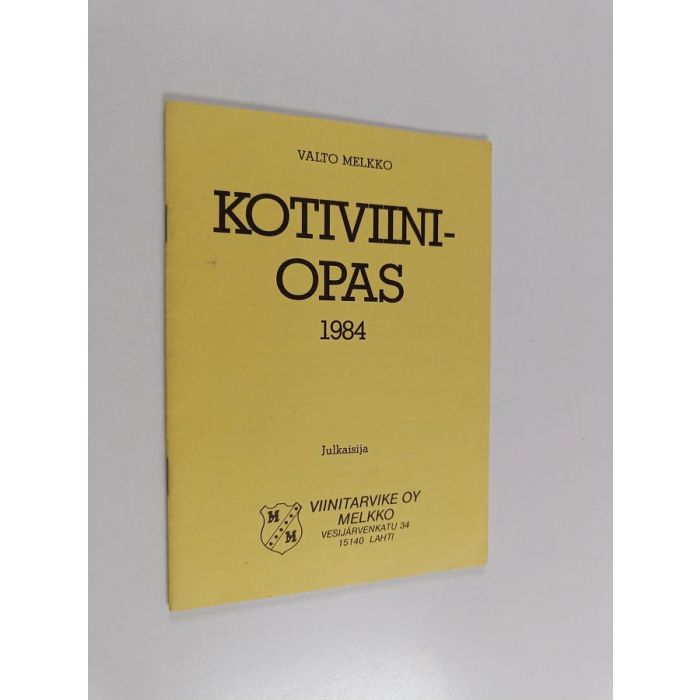 VALTO MELKKO
KOTIVIINI-
OPAS
1984
Julkaisija
M
M
VIINITARVIKE OY
MELKKO
VESIJÄRVENKATU 34
15140 LAHTI